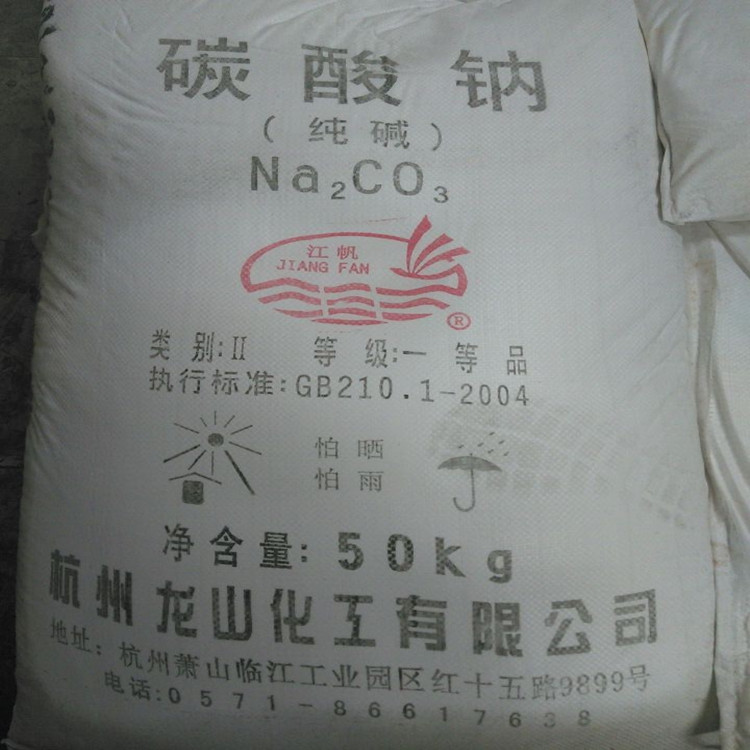 碳酸钠
(纯碱)
Na₂CO₃
江帆
JIANG FAN
®
类别:II 等级:一等品
执行标准:GB210.1-2004
怕晒
怕雨
净含量:50kg
杭州龙山化工有限公司
地址:杭州萧山临江工业园区红十五路9899号
电话:0571-86617638